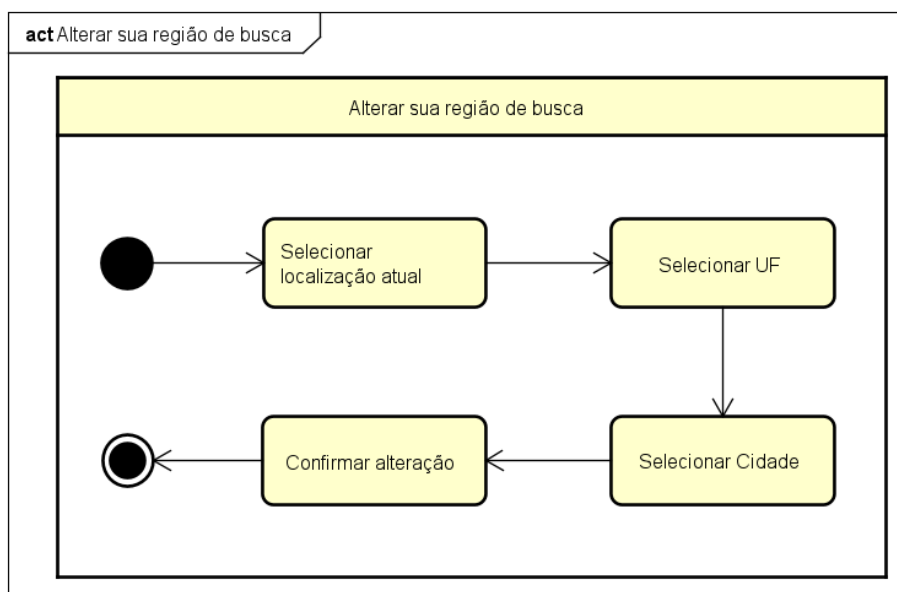 act Alterar sua região de busca
Alterar sua região de busca
Selecionar
localização atual
Selecionar UF
Confirmar alteração
Selecionar Cidade